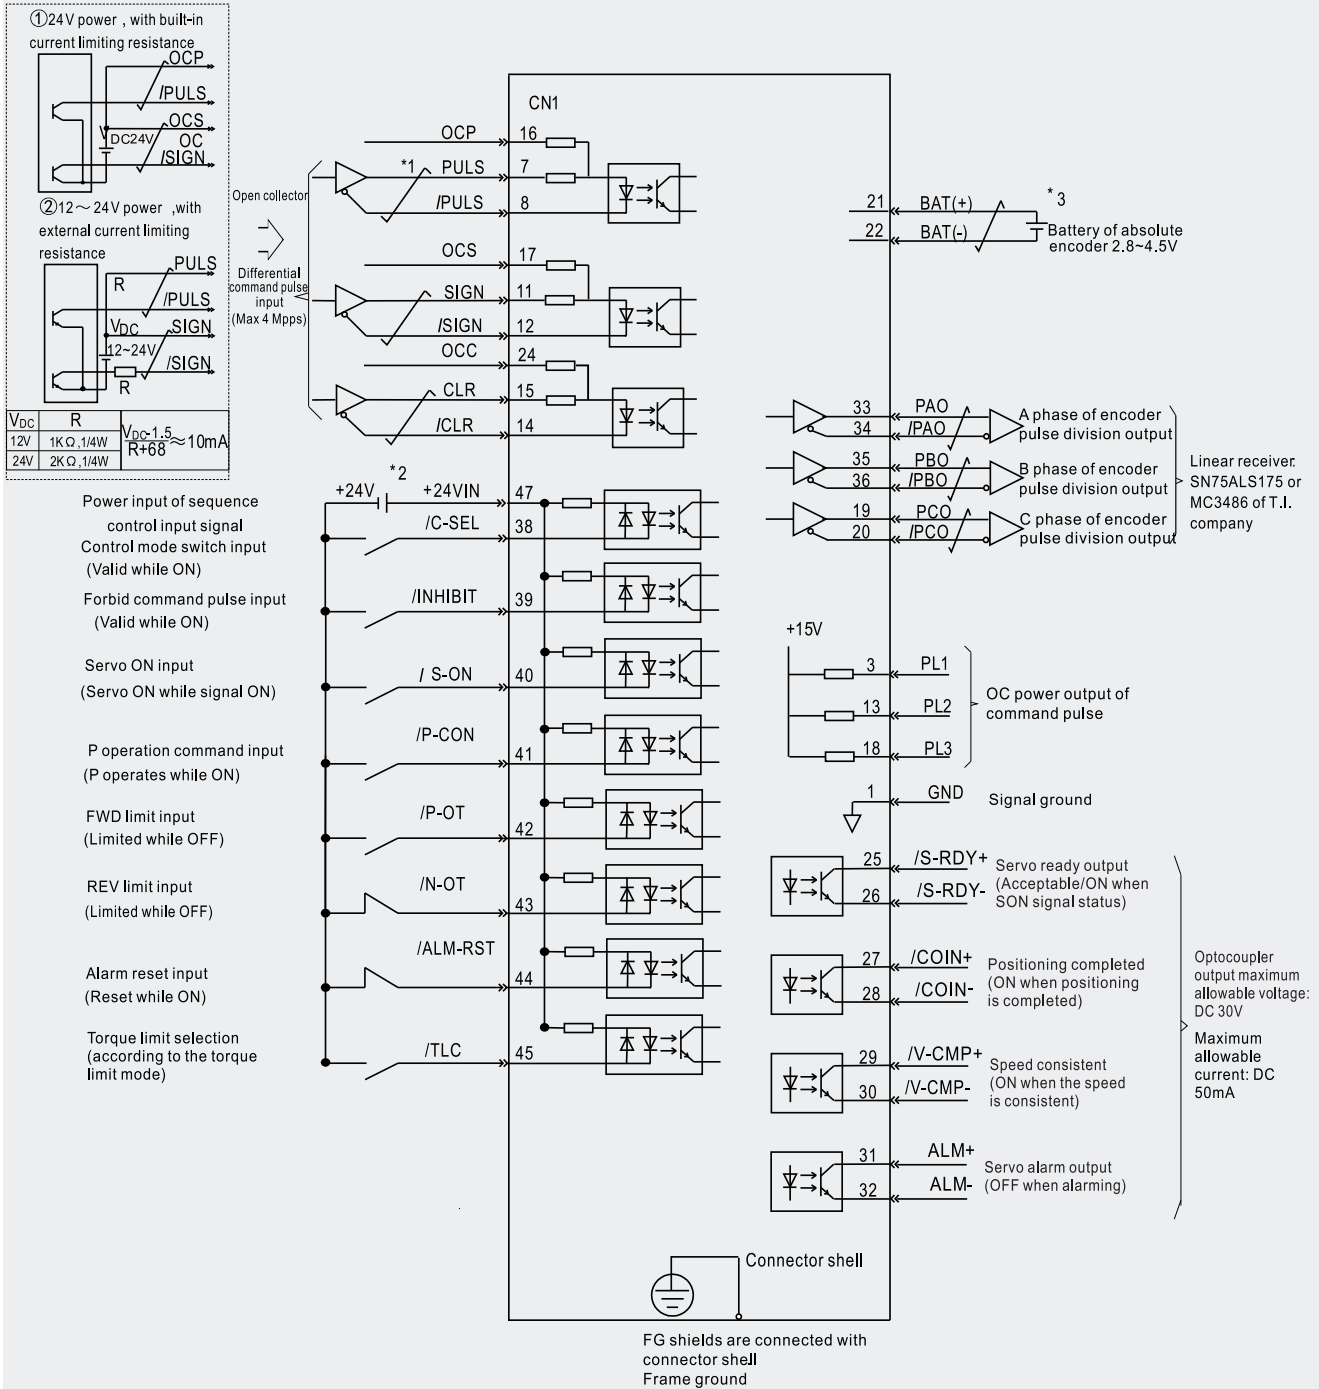 ①24V power , with built-in
current limiting resistance
OCP
/PULS
OCS
V
DC24V
OC
/SIGN
②12～24V power ,with
external current limiting
resistance
PULS
R
/PULS
VDC
SIGN
12~24V
/SIGN
R
VDC R
12V 1KΩ,1/4W
24V 2KΩ,1/4W
VDC-1.5
R+68
≈10mA
Open collector
Differential
command pulse
input
(Max 4 Mpps)
CN1
OCP 16
*1 PULS 7
/PULS 8
OCS 17
SIGN 11
/SIGN 12
OCC 24
CLR 15
/CLR 14
*2
+24V +24VIN 47
/C-SEL 38
/INHIBIT 39
/ S-ON 40
/P-CON 41
/P-OT 42
/N-OT 43
/ALM-RST 44
/TLC 45
Power input of sequence
control input signal
Control mode switch input
(Valid while ON)
Forbid command pulse input
(Valid while ON)
Servo ON input
(Servo ON while signal ON)
P operation command input
(P operates while ON)
FWD limit input
(Limited while OFF)
REV limit input
(Limited while OFF)
Alarm reset input
(Reset while ON)
Torque limit selection
(according to the torque
limit mode)
21 BAT(+)
22 BAT(-)
*3
Battery of absolute
encoder 2.8~4.5V
33 PAO
34 /PAO
A phase of encoder
pulse division output
35 PBO
36 /PBO
B phase of encoder
pulse division output
19 PCO
20 /PCO
C phase of encoder
pulse division output
Linear receiver:
SN75ALS175 or
MC3486 of T.I.
company
+15V
3 PL1
13 PL2
18 PL3
OC power output of
command pulse
1 GND Signal ground
25 /S-RDY+
26 /S-RDY-
Servo ready output
(Acceptable/ON when
SON signal status)
27 /COIN+
28 /COIN-
Positioning completed
(ON when positioning
is completed)
29 /V-CMP+
30 /V-CMP-
Speed consistent
(ON when the speed
is consistent)
31 ALM+
32 ALM-
Servo alarm output
(OFF when alarming)
Optocoupler
output maximum
allowable voltage:
DC 30V
Maximum
allowable
current: DC
50mA
Connector shell
FG shields are connected with
connector shell
Frame ground